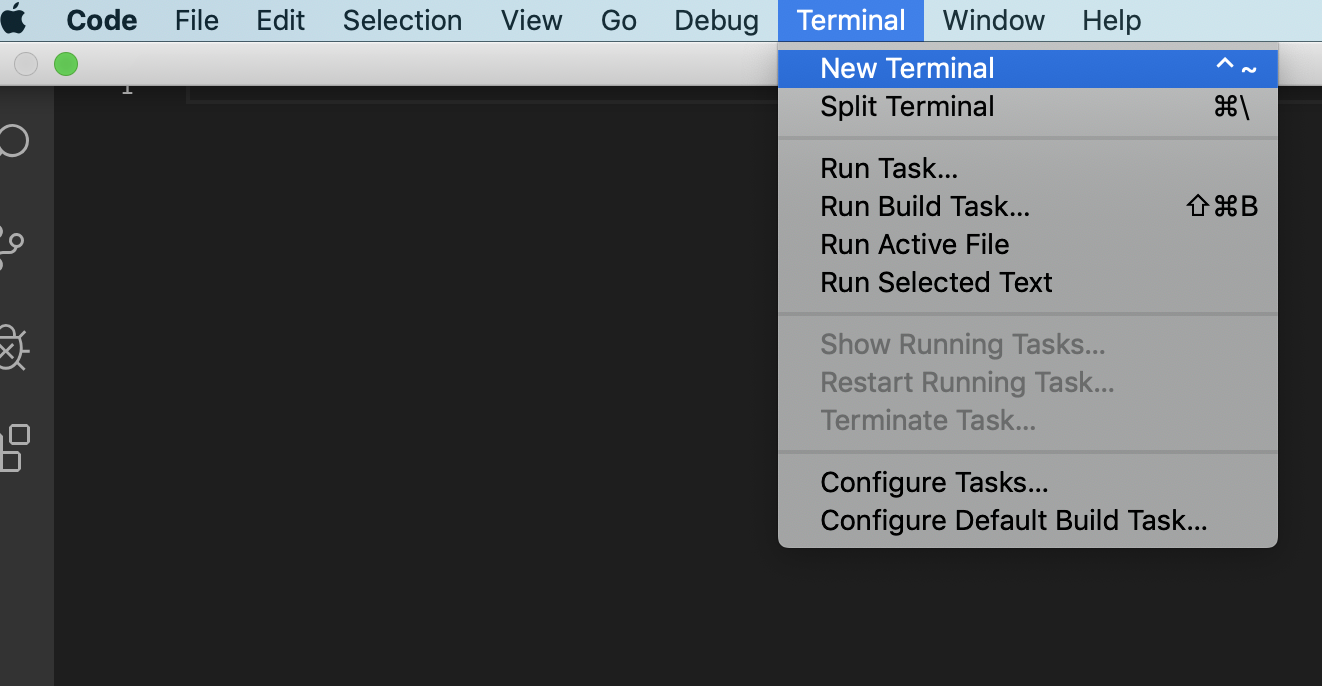 Code File Edit Selection View Go Debug Terminal Window Help
1
New Terminal ^~
Split Terminal ⌘\
Run Task...
Run Build Task... ⇧⌘B
Run Active File
Run Selected Text
Show Running Tasks...
Restart Running Task...
Terminate Task...
Configure Tasks...
Configure Default Build Task...